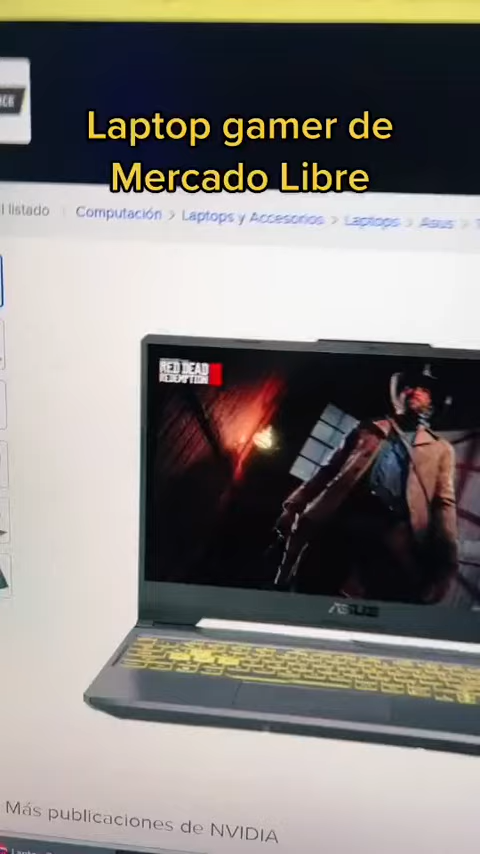 Laptop gamer de
Mercado Libre
l listado
Computación > Laptops y Accesorios > Laptops > Asus >
RED DEAD
REDEMPTION
ASUS
Más publicaciones de NVIDIA